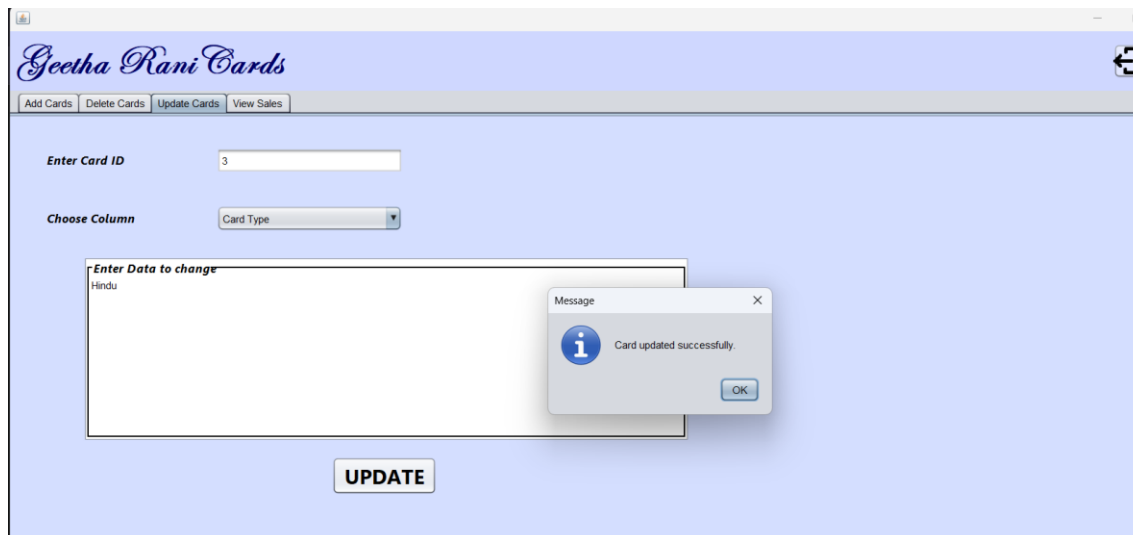 Geetha Rani Cards
Add Cards Delete Cards Update Cards View Sales
Enter Card ID 3
Choose Column Card Type
Enter Data to change
Hindu
Message
Card updated successfully.
OK
UPDATE